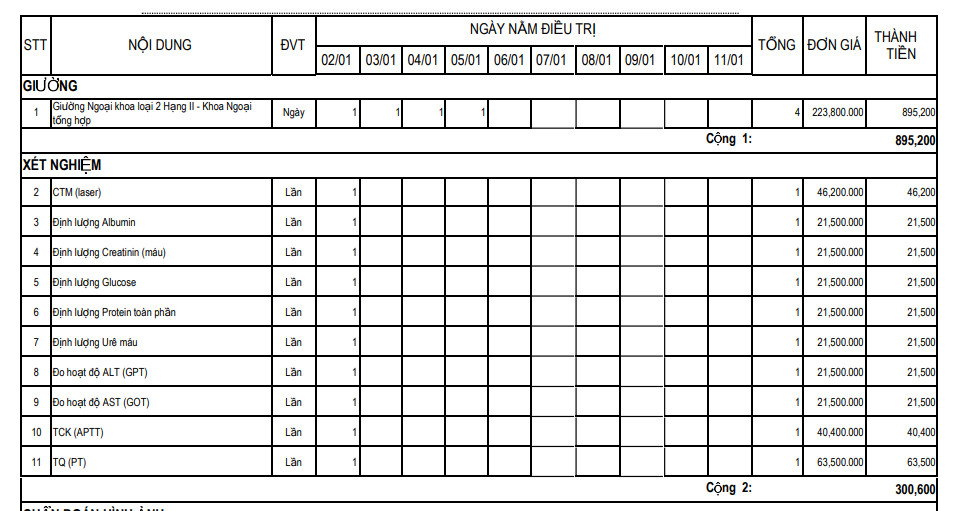 STT NỘI DUNG ĐVT NGÀY NẰM ĐIỀU TRỊ TỔNG ĐƠN GIÁ THÀNH TIỀN
02/01 03/01 04/01 05/01 06/01 07/01 08/01 09/01 10/01 11/01
GIƯỜNG
1 Giường Ngoại khoa loại 2 Hạng II - Khoa Ngoại tổng hợp Ngày 1 1 1 1 4 223,800.000 895,200
Cộng 1: 895,200
XÉT NGHIỆM
2 CTM (laser) Lần 1 1 46,200.000 46,200
3 Định lượng Albumin Lần 1 1 21,500.000 21,500
4 Định lượng Creatinin (máu) Lần 1 1 21,500.000 21,500
5 Định lượng Glucose Lần 1 1 21,500.000 21,500
6 Định lượng Protein toàn phần Lần 1 1 21,500.000 21,500
7 Định lượng Urê máu Lần 1 1 21,500.000 21,500
8 Đo hoạt độ ALT (GPT) Lần 1 1 21,500.000 21,500
9 Đo hoạt độ AST (GOT) Lần 1 1 21,500.000 21,500
10 TCK (APTT) Lần 1 1 40,400.000 40,400
11 TQ (PT) Lần 1 1 63,500.000 63,500
Cộng 2: 300,600